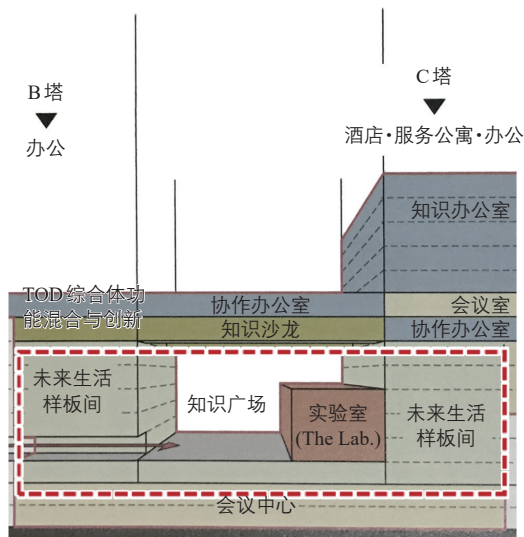 B塔
办公
C塔
酒店·服务公寓·办公
知识办公室
TOD综合体功
能混合与创新
协作办公室
会议室
知识沙龙
协作办公室
未来生活
样板间
知识广场
实验室
(The Lab.)
未来生活
样板间
会议中心